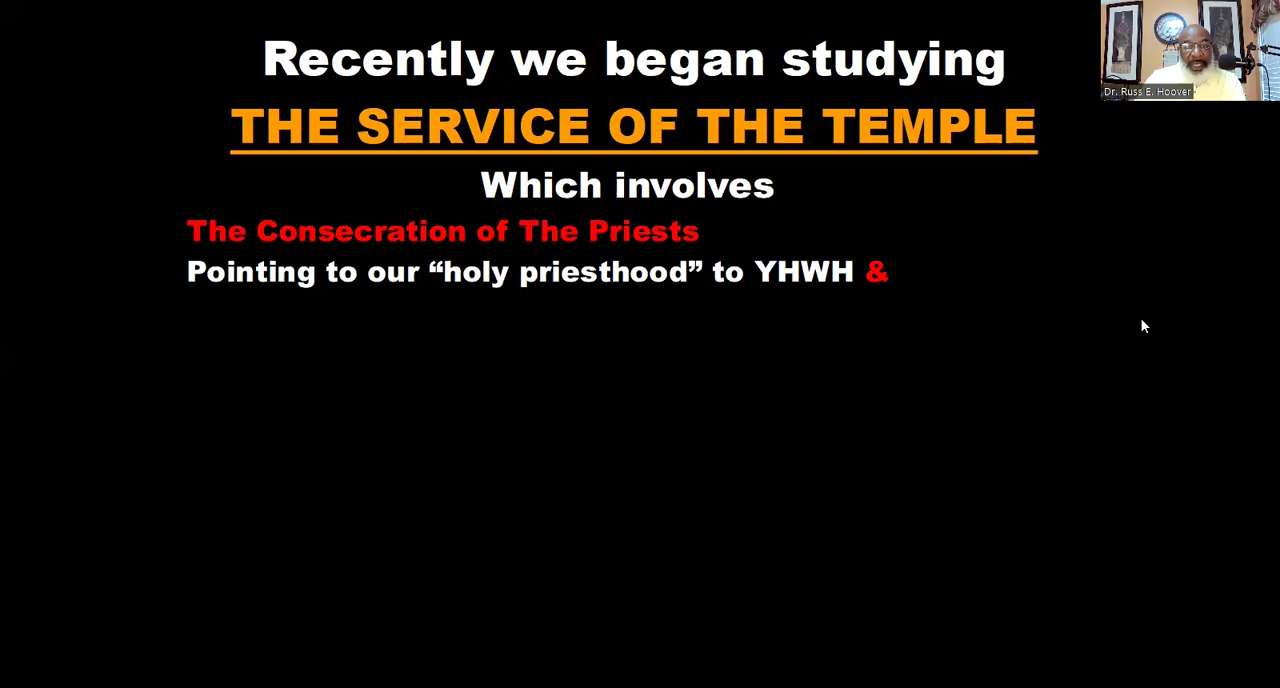 Recently we began studying
THE SERVICE OF THE TEMPLE
Which involves
The Consecration of The Priests
Pointing to our “holy priesthood” to YHWH &
Dr. Russ E. Hoover